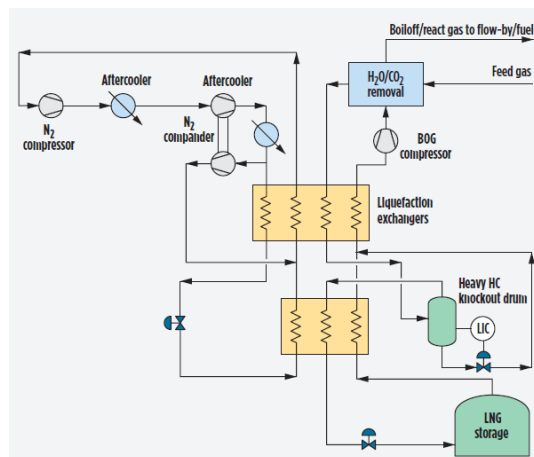 Boiloff/react gas to flow-by/fuel
Aftercooler
Aftercooler
H₂O/CO₂
removal
Feed gas
N₂
compressor
N₂
compander
BOG
compressor
Liquefaction
exchangers
Heavy HC
knockout drum
LIC
LNG
storage